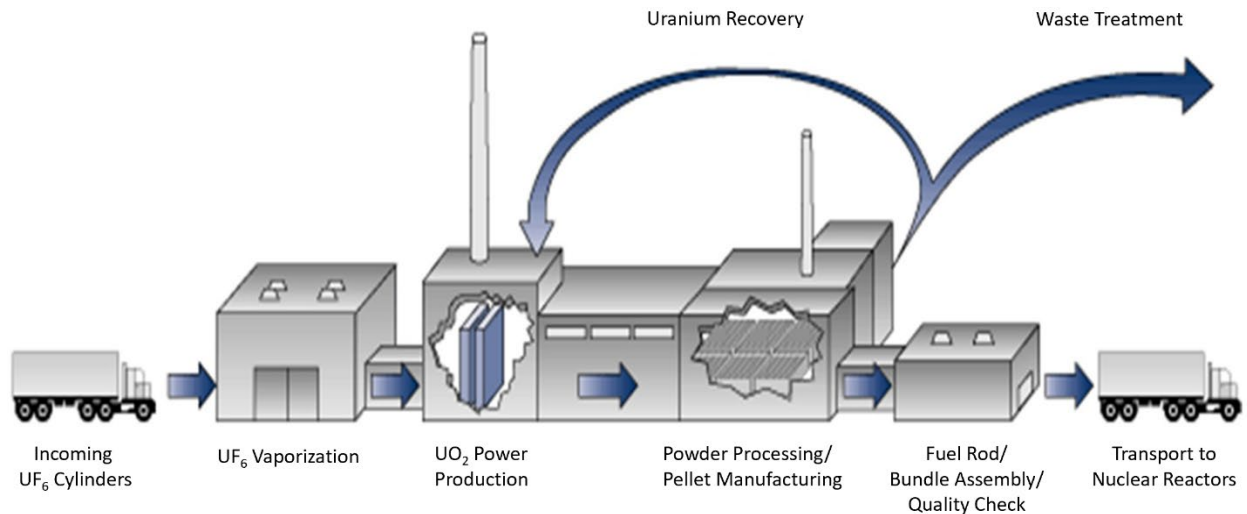 Uranium Recovery
Waste Treatment
Incoming
UF₆ Cylinders
UF₆ Vaporization
UO₂ Power
Production
Powder Processing/
Pellet Manufacturing
Fuel Rod/
Bundle Assembly/
Quality Check
Transport to
Nuclear Reactors